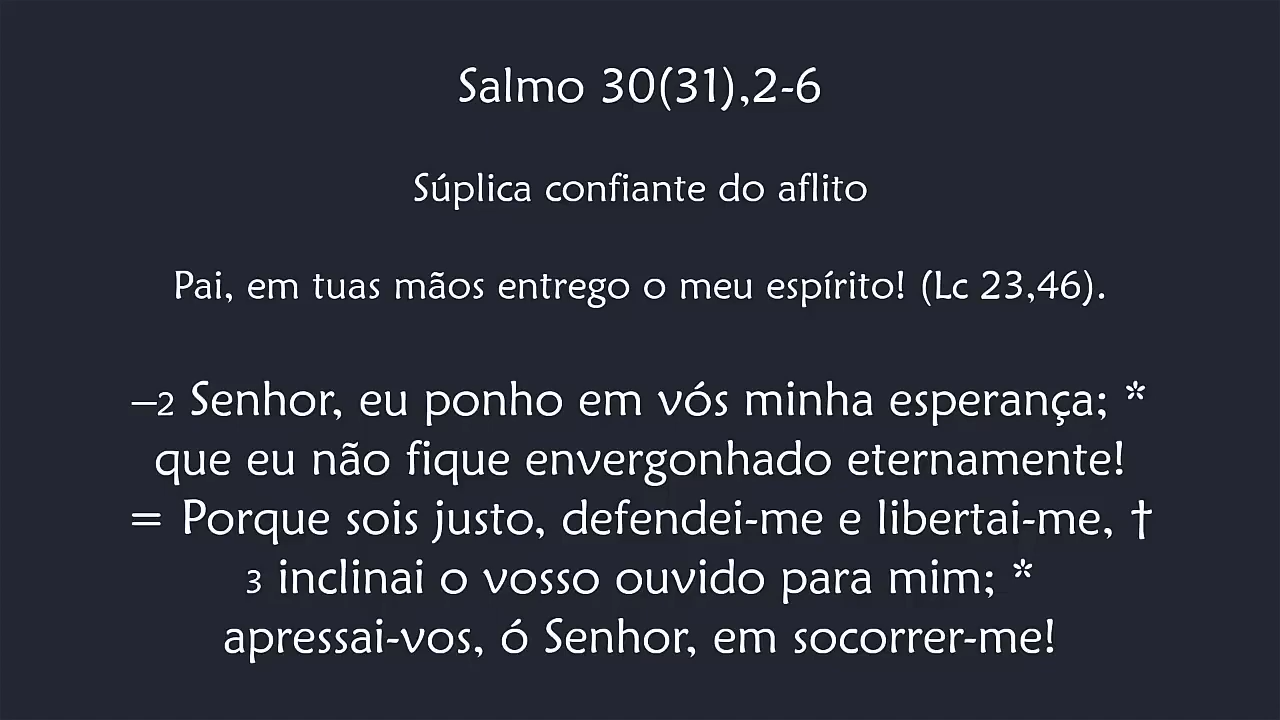 Salmo 30(31),2-6
Súplica confiante do aflito
Pai, em tuas mãos entrego o meu espírito! (Lc 23,46).
–2 Senhor, eu ponho em vós minha esperança; *
que eu não fique envergonhado eternamente!
= Porque sois justo, defendei-me e libertai-me, †
3 inclinai o vosso ouvido para mim; *
apressai-vos, ó Senhor, em socorrer-me!